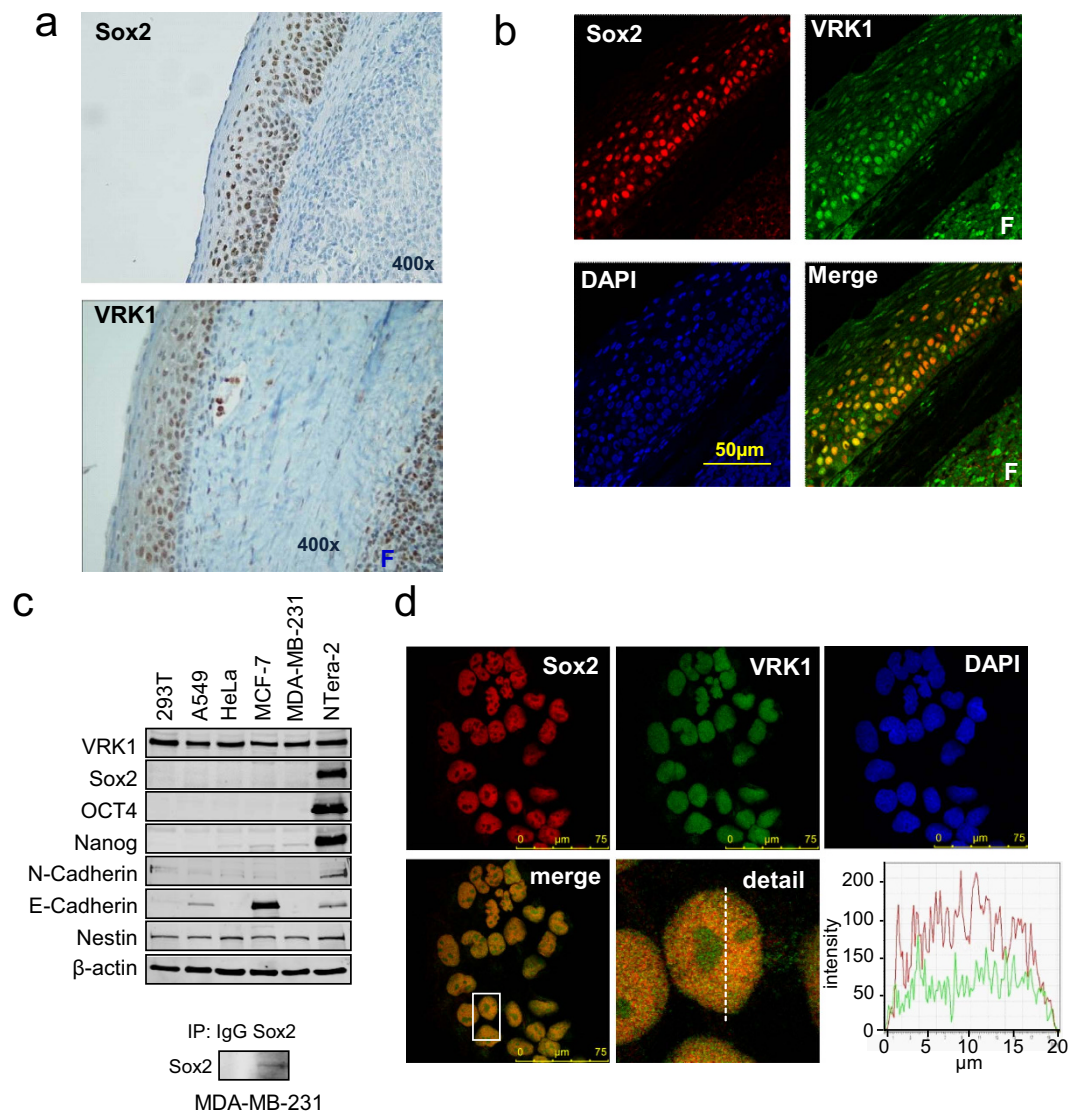 a
Sox2
400x
VRK1
400x
F
b
Sox2
VRK1
F
DAPI
50µm
Merge
F
c
293T
A549
HeLa
MCF-7
MDA-MB-231
NTera-2
VRK1
Sox2
OCT4
Nanog
N-Cadherin
E-Cadherin
Nestin
β-actin
IP: IgG Sox2
Sox2
MDA-MB-231
d
Sox2
0 µm 75
VRK1
0 µm 75
DAPI
0 µm 75
merge
0 µm 75
detail
intensity
200
100
150
50
0
0 5 10 15 20
µm